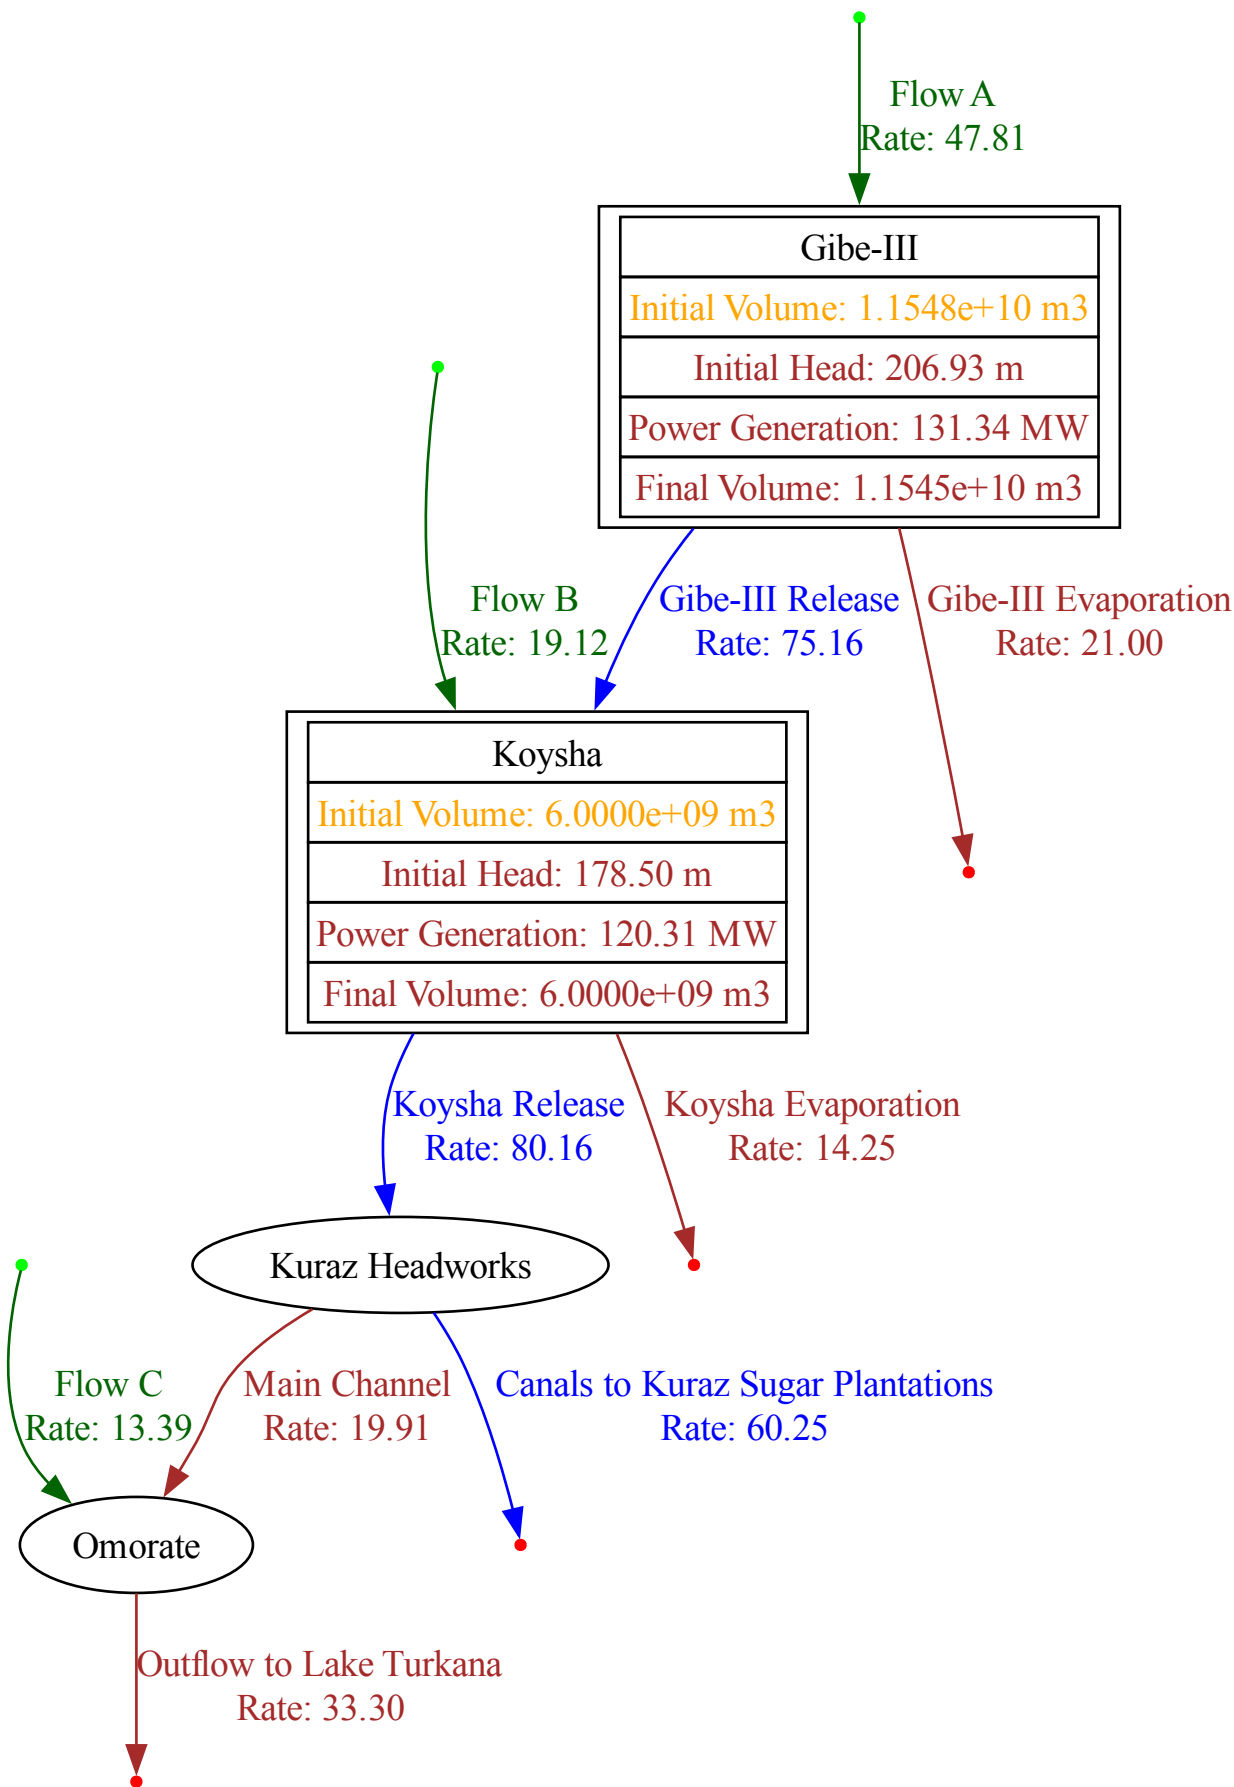 Flow A
Rate: 47.81
Gibe-III
Initial Volume: 1.1548e+10 m3
Initial Head: 206.93 m
Power Generation: 131.34 MW
Final Volume: 1.1545e+10 m3
Flow B
Rate: 19.12
Gibe-III Release
Rate: 75.16
Gibe-III Evaporation
Rate: 21.00
Koysha
Initial Volume: 6.0000e+09 m3
Initial Head: 178.50 m
Power Generation: 120.31 MW
Final Volume: 6.0000e+09 m3
Koysha Release
Rate: 80.16
Koysha Evaporation
Rate: 14.25
Kuraz Headworks
Flow C
Rate: 13.39
Main Channel
Rate: 19.91
Canals to Kuraz Sugar Plantations
Rate: 60.25
Omorate
Outflow to Lake Turkana
Rate: 33.30